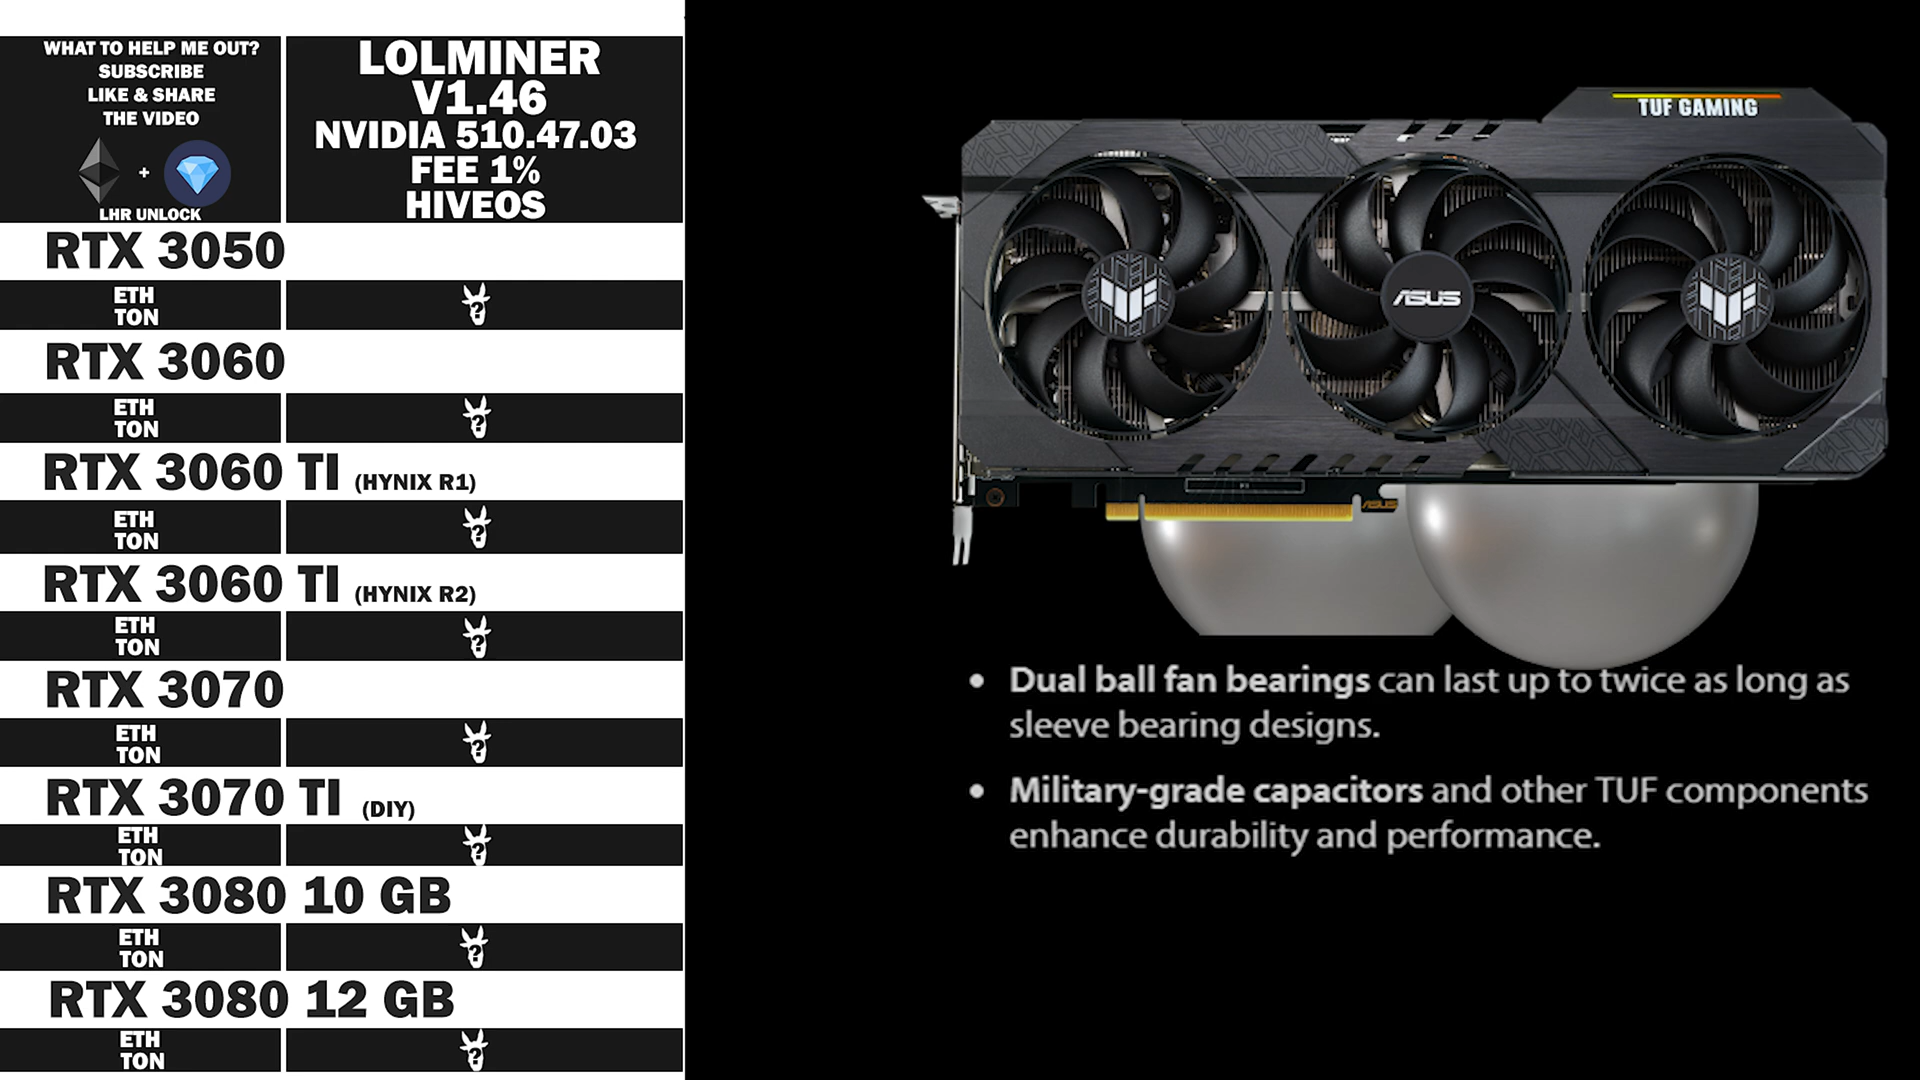 WHAT TO HELP ME OUT?
SUBSCRIBE
LIKE & SHARE
THE VIDEO
+
LHR UNLOCK
LOLMINER
V1.46
NVIDIA 510.47.03
FEE 1%
HIVEOS
RTX 3050
ETH
TON
?
RTX 3060
ETH
TON
?
RTX 3060 TI (HYNIX R1)
ETH
TON
?
RTX 3060 TI (HYNIX R2)
ETH
TON
?
RTX 3070
ETH
TON
?
RTX 3070 TI (DIY)
ETH
TON
?
RTX 3080 10 GB
ETH
TON
?
RTX 3080 12 GB
ETH
TON
?
TUF GAMING
ASUS
ASUS
• Dual ball fan bearings can last up to twice as long as
sleeve bearing designs.
• Military-grade capacitors and other TUF components
enhance durability and performance.